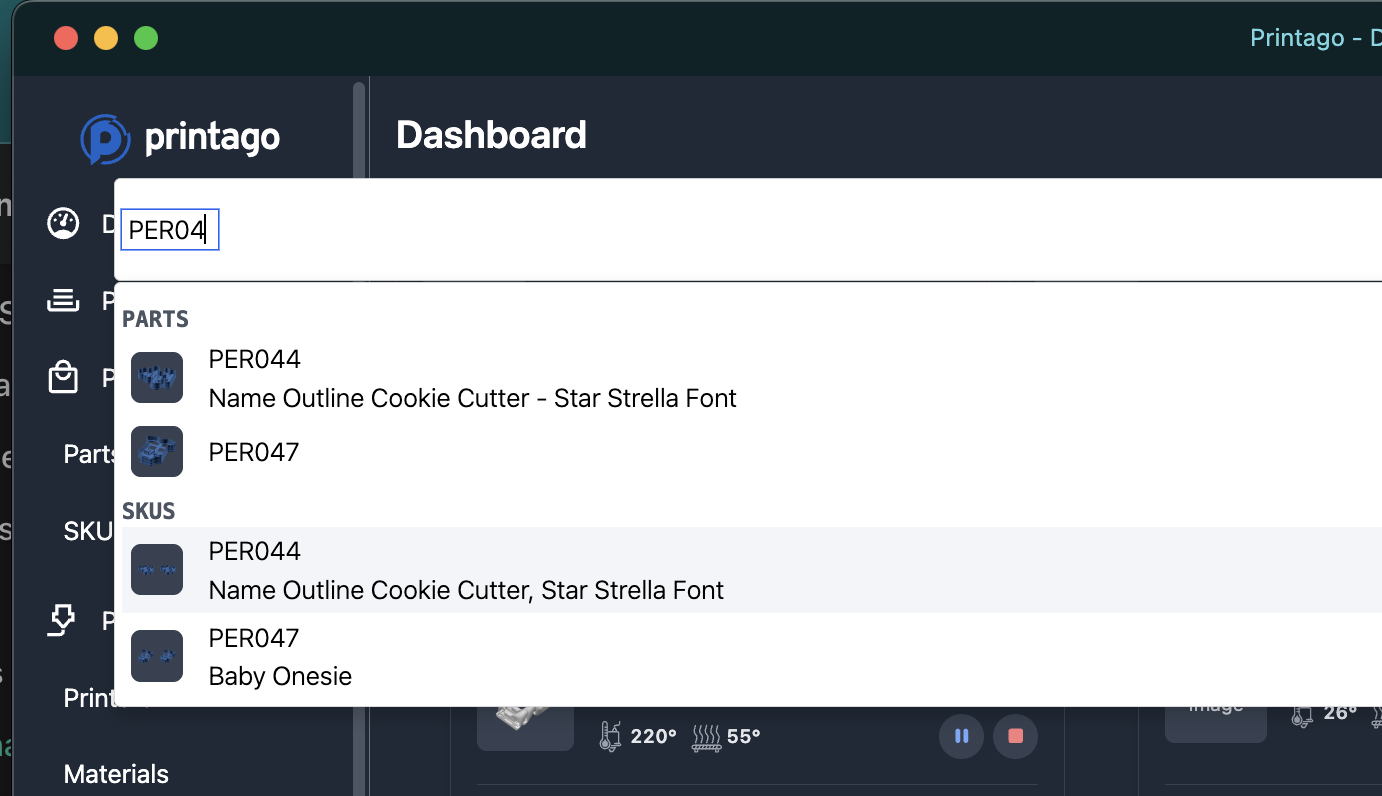 Printago - D
printago
Dashboard
D
PER04
P
PARTS
PER044
Name Outline Cookie Cutter - Star Strella Font
P
Parts
PER047
SKUS
SKU
PER044
Name Outline Cookie Cutter, Star Strella Font
P
PER047
Baby Onesie
Print
image
220°
55°
26°
Materials